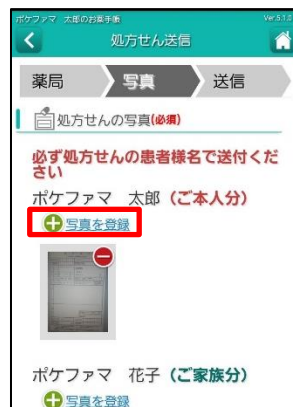 ポケファマ 太郎のお薬手帳 Ver.5.1.0
処方せん送信
薬局 写真 送信
処方せんの写真(必須)
必ず処方せんの患者様名で送付くだ
さい
ポケファマ 太郎(ご本人分)
写真を登録
ポケファマ 花子(ご家族分)
写真を登録